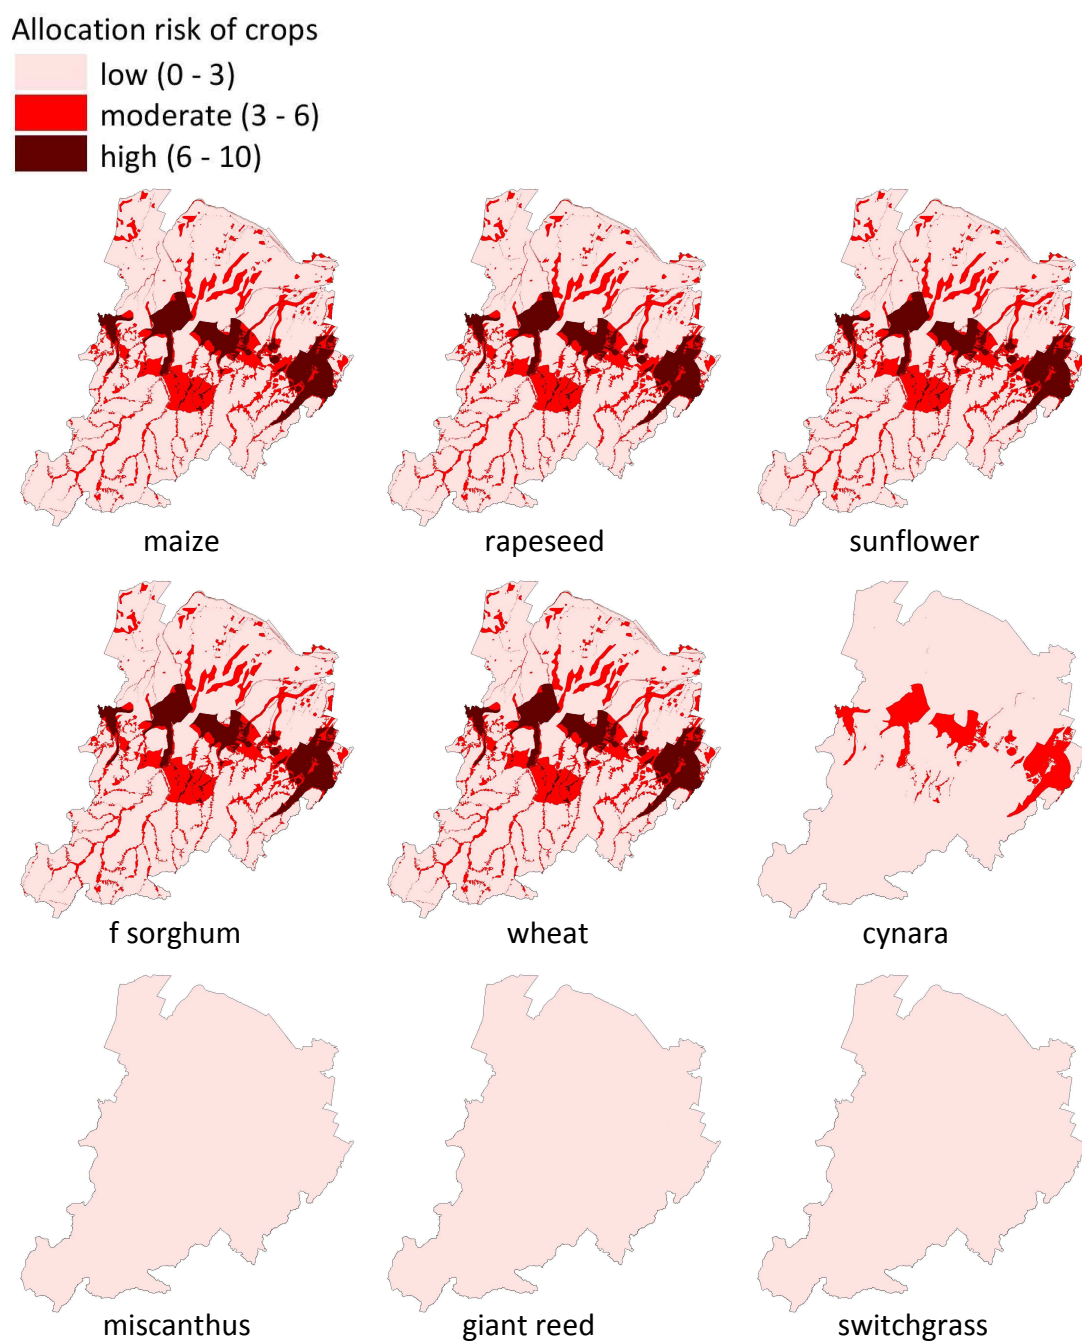 Allocation risk of crops
low (0 - 3)
moderate (3 - 6)
high (6 - 10)
maize
rapeseed
sunflower
f sorghum
wheat
cynara
miscanthus
giant reed
switchgrass